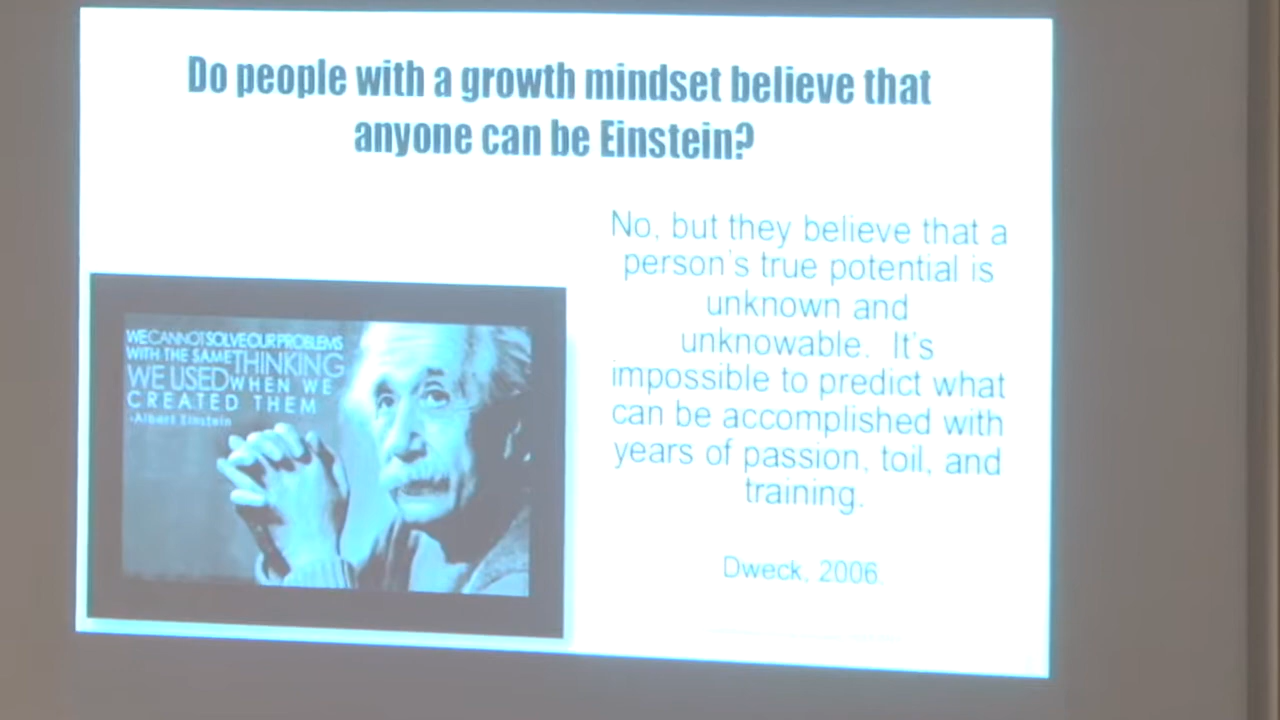 Do people with a growth mindset believe that
anyone can be Einstein?
WE CANNOT SOLVE OUR PROBLEMS
WITH THE SAME THINKING
WE USED WHEN WE
CREATED THEM
-Albert Einstein
No, but they believe that a
person's true potential is
unknown and
unknowable. It's
impossible to predict what
can be accomplished with
years of passion, toil, and
training.
Dweck, 2006.